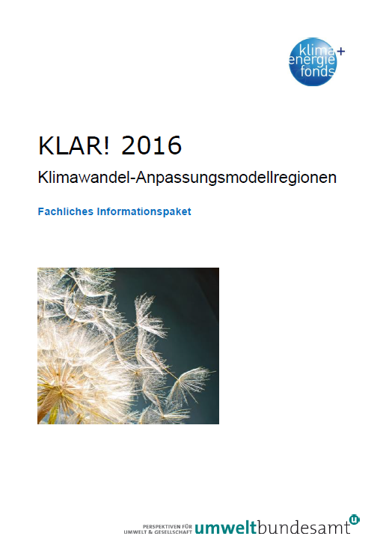 klima+
energie
fonds
KLAR! 2016
Klimawandel-Anpassungsmodellregionen
Fachliches Informationspaket
PERSPEKTIVEN FÜR
UMWELT & GESELLSCHAFT
umweltbundesamt
u